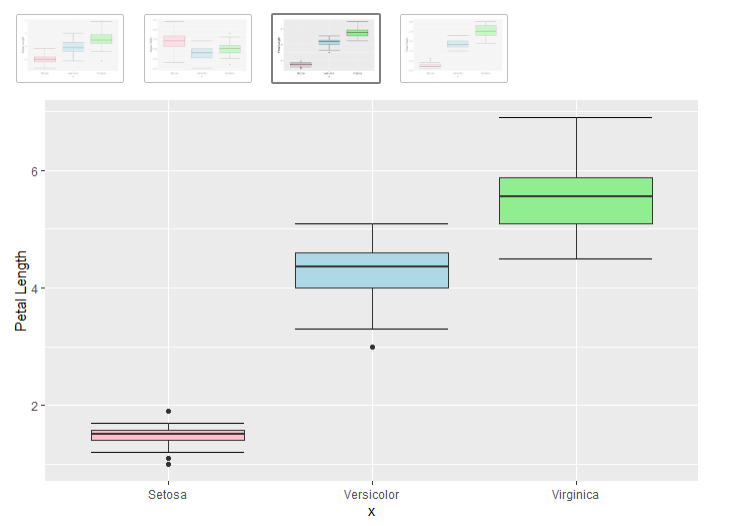 Petal Length
6
4
2
Setosa
Versicolor
Virginica
x